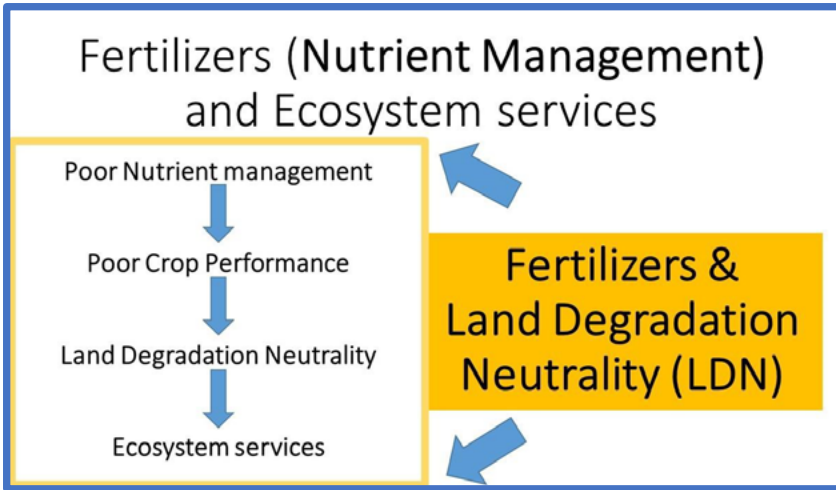 Fertilizers (Nutrient Management)
and Ecosystem services
Poor Nutrient management
Poor Crop Performance
Land Degradation Neutrality
Ecosystem services
Fertilizers &
Land Degradation
Neutrality (LDN)